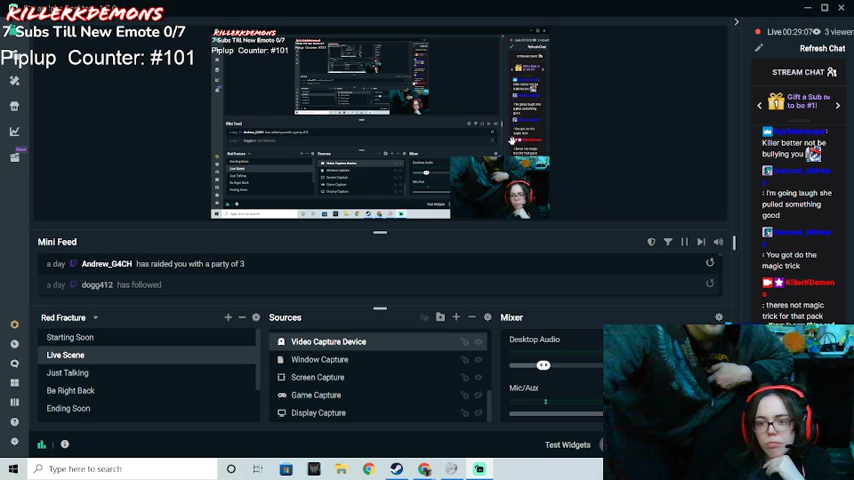 KILLERKDEMONS
7 Subs Till New Emote 0/7
Piplup Counter: #101
Live 00:29:07
3 viewers
Refresh Chat
STREAM CHAT
Gift a Sub
to be #1!
Killer better not be
bullying you
: I'm going laugh she
pulled something
good
: You got do the
magic trick
KillerKDemons
: theres not magic
trick for that pack
Mini Feed
a day Andrew_G4CH has raided you with a party of 3
a day dogg412 has followed
Red Fracture
Starting Soon
Live Scene
Just Talking
Be Right Back
Ending Soon
Sources
Video Capture Device
Window Capture
Screen Capture
Game Capture
Display Capture
Mixer
Desktop Audio
Mic/Aux
Test Widgets
Type here to search